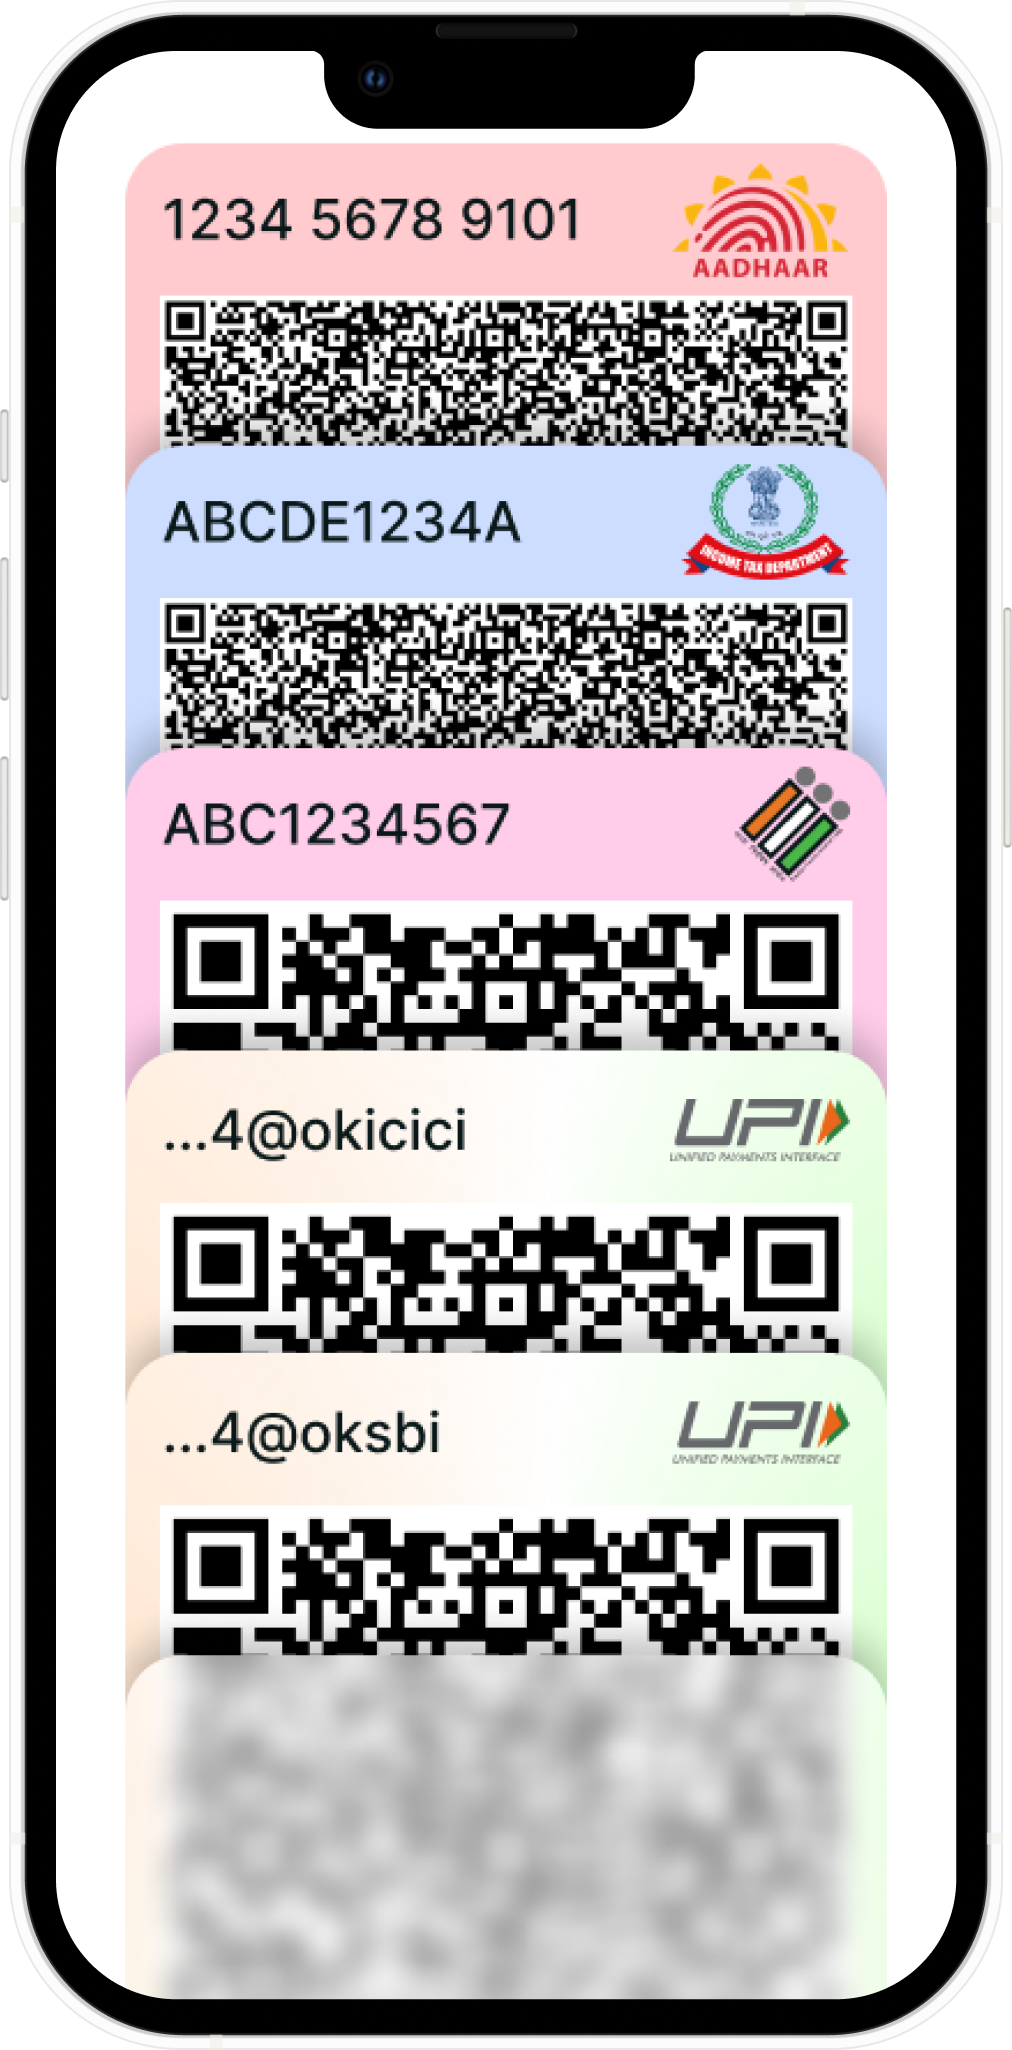 1234 5678 9101
AADHAAR
ABCDE1234A
INCOME TAX DEPARTMENT
ABC1234567
...4@okicici
UPI
UNIFIED PAYMENTS INTERFACE
...4@oksbi
UPI
UNIFIED PAYMENTS INTERFACE